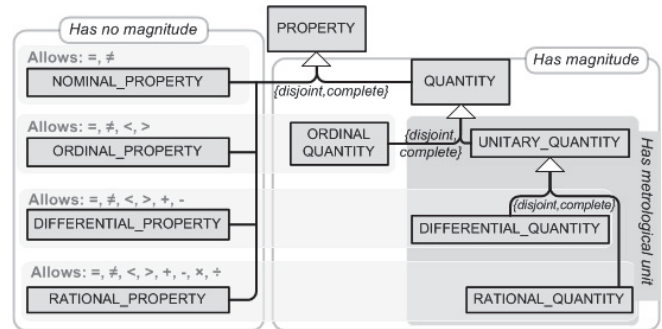 PROPERTY
Has no magnitude
Has magnitude
Allows: =, ≠
NOMINAL_PROPERTY
QUANTITY
{disjoint,complete}
Allows: =, ≠, <, >
ORDINAL_PROPERTY
ORDINAL
QUANTITY
{disjoint,
complete}
UNITARY_QUANTITY
Has metrological unit
Allows: =, ≠, <, >, +, -
DIFFERENTIAL_PROPERTY
{disjoint,complete}
DIFFERENTIAL_QUANTITY
Allows: =, ≠, <, >, +, -, ×, ÷
RATIONAL_PROPERTY
RATIONAL_QUANTITY